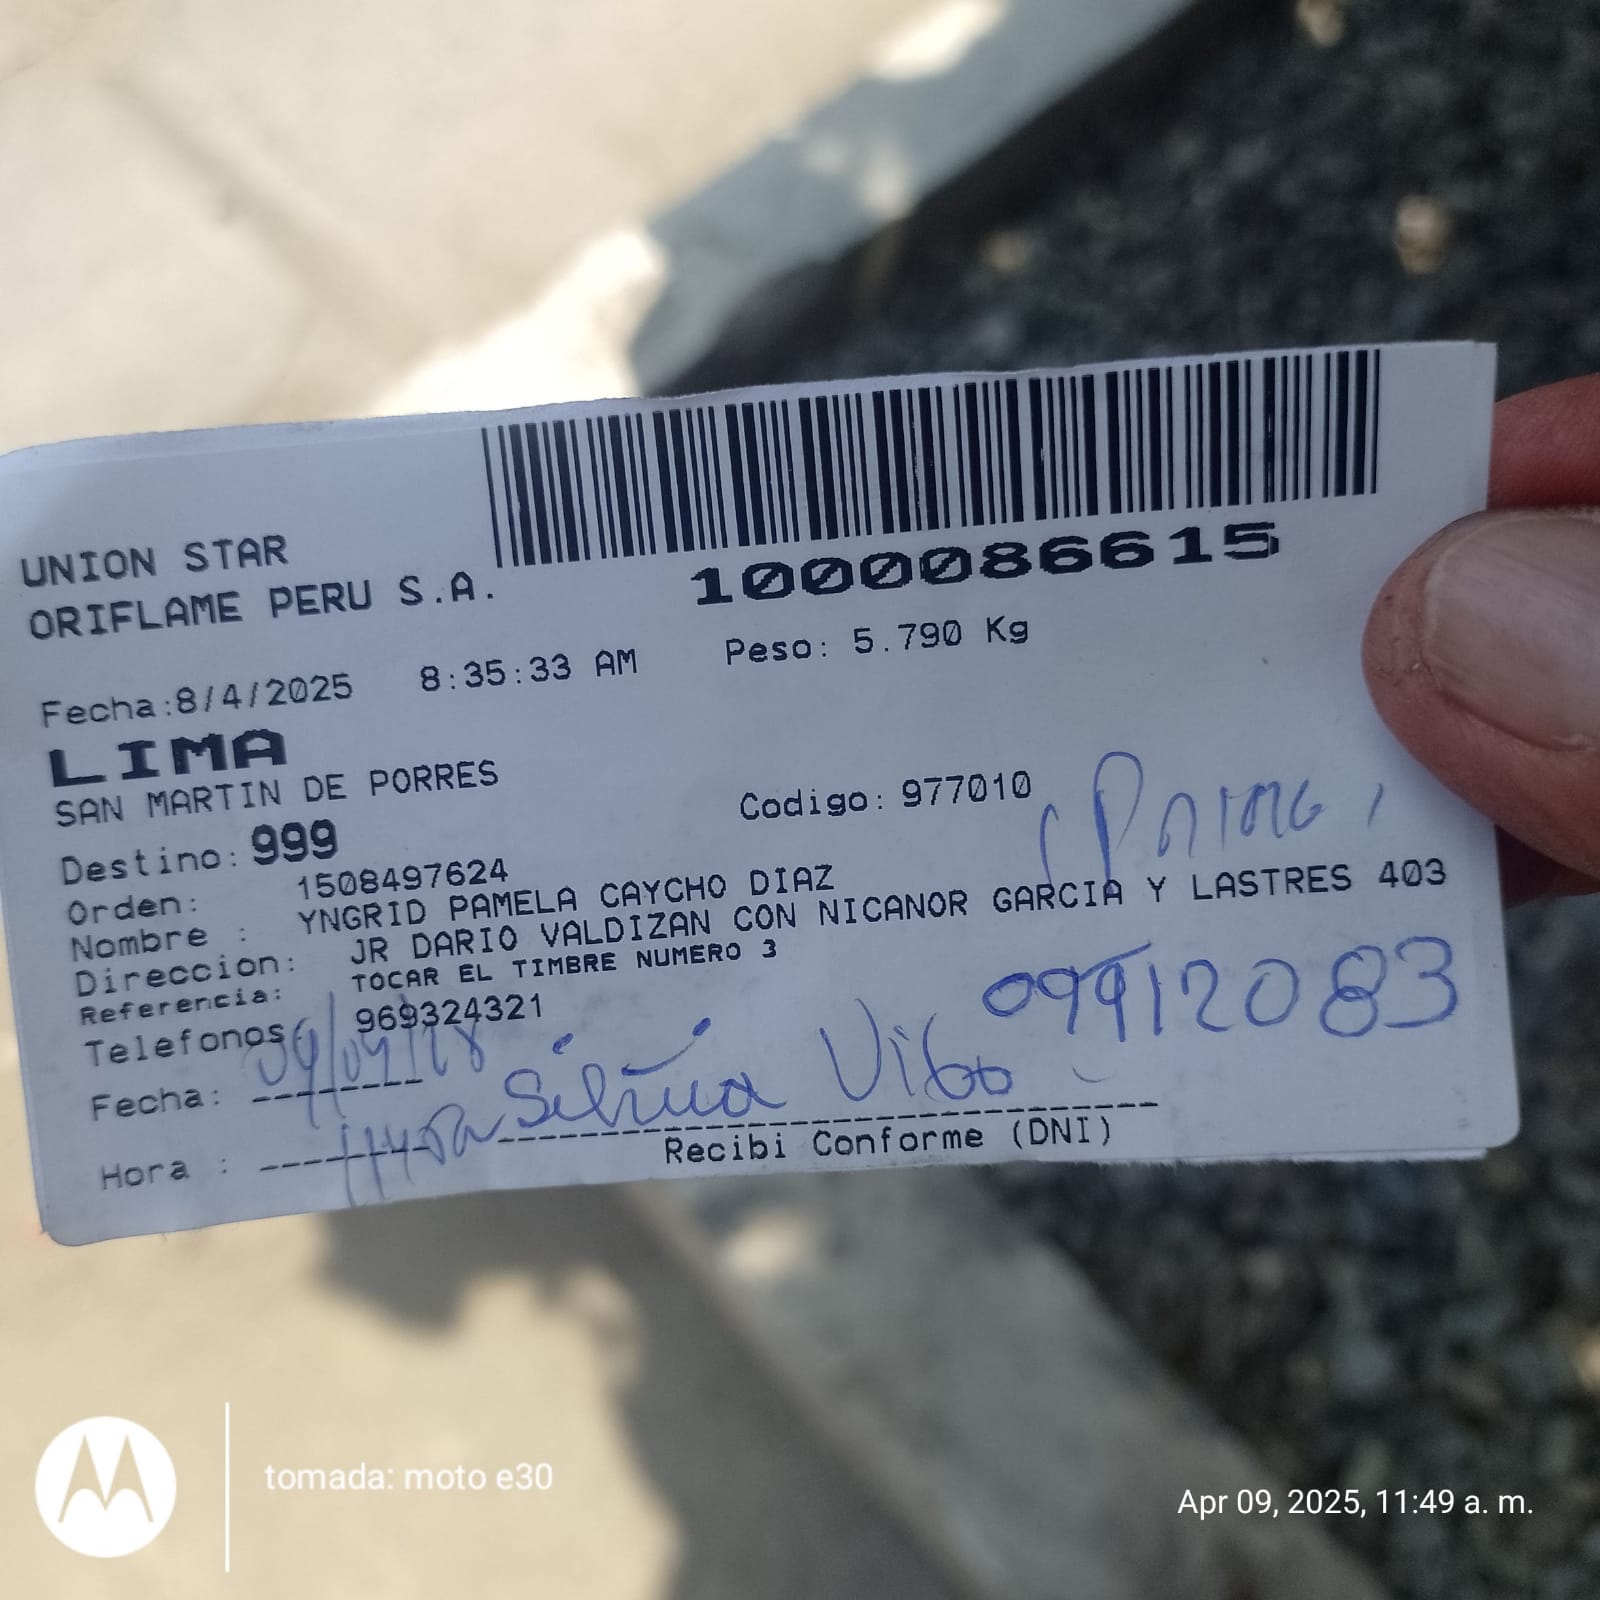 1000086615
UNION STAR
ORIFLAME PERU S.A.
Fecha:8/4/2025 8:35:33 AM Peso: 5.790 Kg
LIMA
SAN MARTIN DE PORRES
Codigo: 977010
Destino: 999
Orden: 1508497624
Nombre : YNGRID PAMELA CAYCHO DIAZ
Direccion: JR DARIO VALDIZAN CON NICANOR GARCIA Y LASTRES 403
Referencia: TOCAR EL TIMBRE NUMERO 3
Telefonos: 969324321
09912083
Fecha: --------
Silvia
Hora : --------
Recibi Conforme (DNI)
tomada: moto e30
Apr 09, 2025, 11:49 a. m.